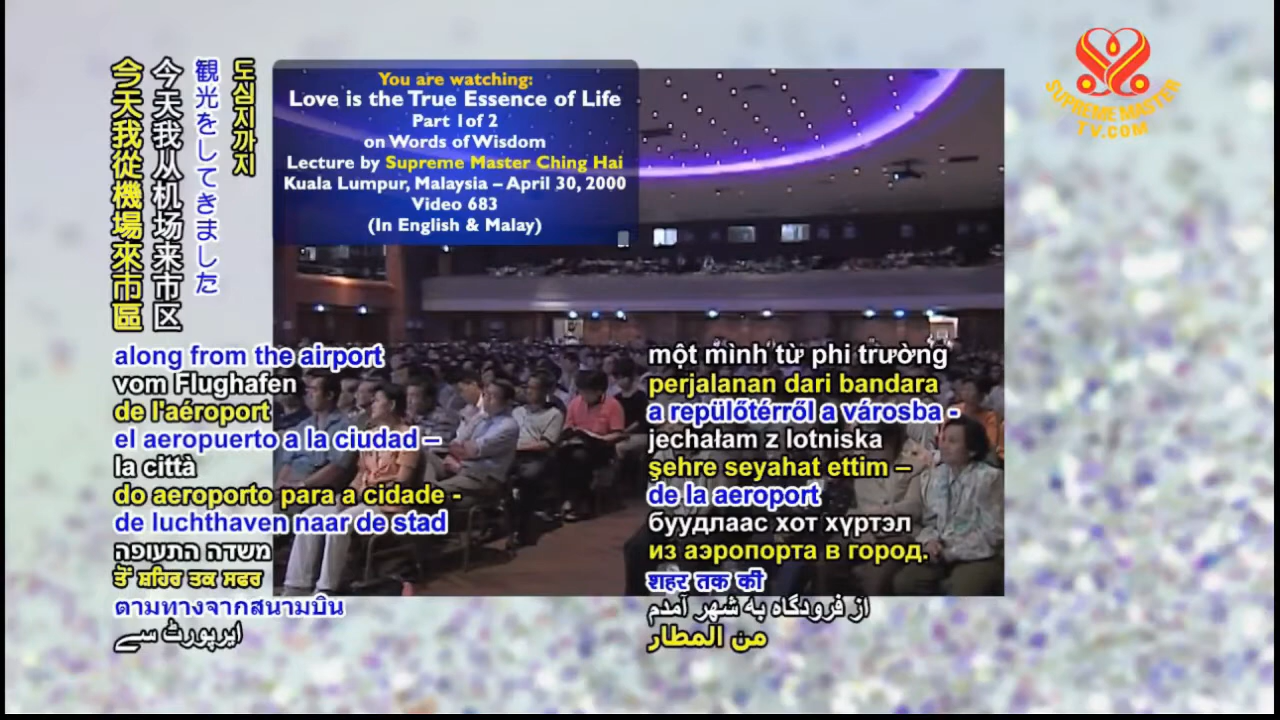 You are watching:
Love is the True Essence of Life
Part 1of 2
on Words of Wisdom
Lecture by Supreme Master Ching Hai
Kuala Lumpur, Malaysia – April 30, 2000
Video 683
(In English & Malay)
SUPREME MASTER
TV.COM
도심지까지
観光をしてきました
今天我从机场来市区
今天我從機場來市區
along from the airport
vom Flughafen
de l'aéroport
el aeropuerto a la ciudad –
la città
do aeroporto para a cidade -
de luchthaven naar de stad
משדה התעופה
ਤੋਂ ਸ਼ਹਿਰ ਤਕ ਸਫਰ
ตามทางจากสนามบิน
ایرپورٹ سے
một mình từ phi trường
perjalanan dari bandara
a repülőtérről a városba -
jechałam z lotniska
şehre seyahat ettim –
de la aeroport
буудлаас хот хүртэл
из аэропорта в город.
शहर तक की
از فرودگاه به شهر آمدم
من المطار